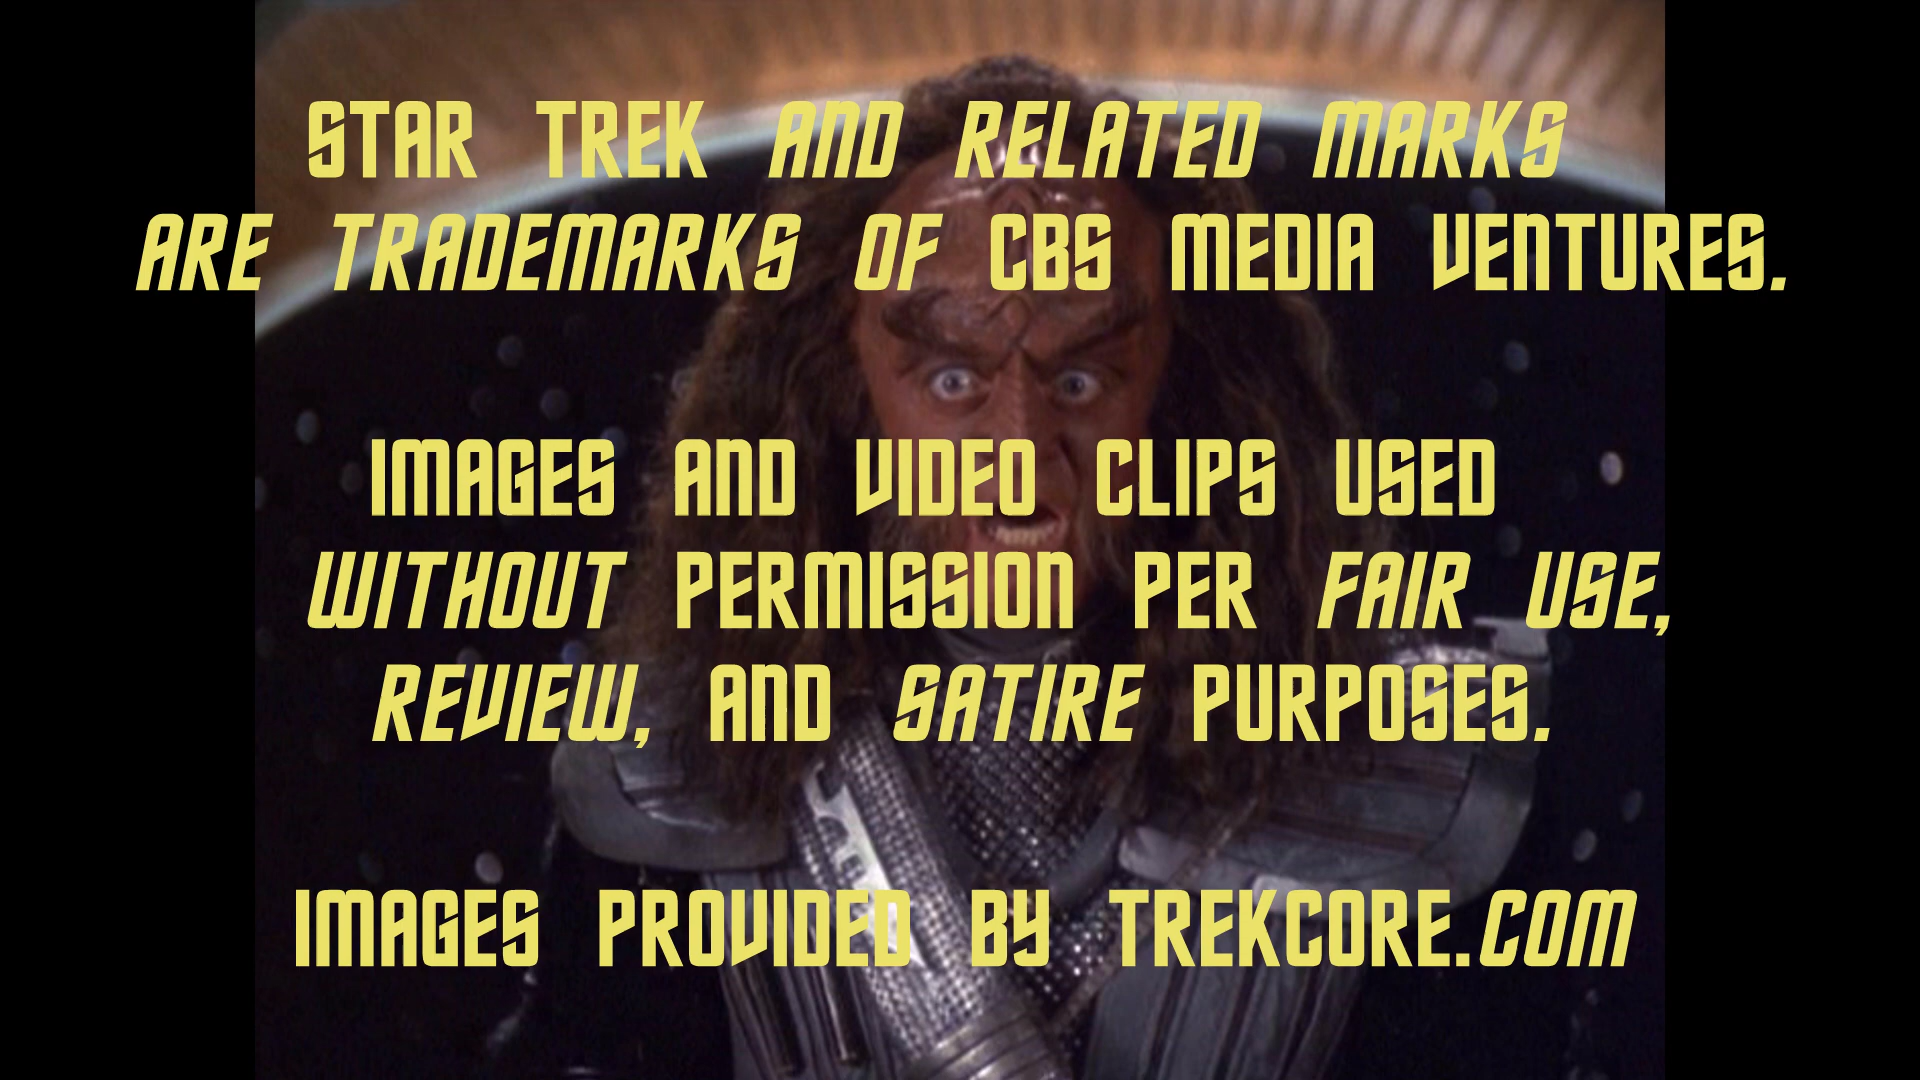 STAR TREK AND RELATED MARKS
ARE TRADEMARKS OF CBS MEDIA VENTURES.
IMAGES AND VIDEO CLIPS USED
WITHOUT PERMISSION PER FAIR USE,
REVIEW, AND SATIRE PURPOSES.
IMAGES PROVIDED BY TREKCORE.COM